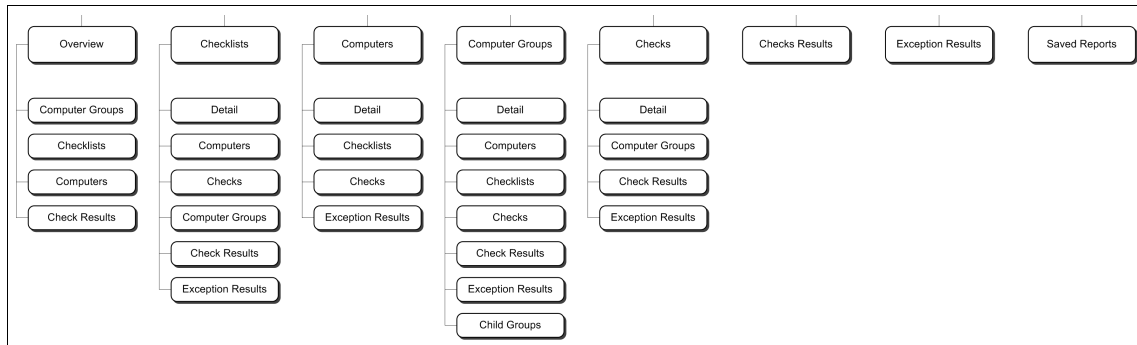 Overview
Checklists
Computers
Computer Groups
Checks
Checks Results
Exception Results
Saved Reports
Computer Groups
Checklists
Computers
Check Results
Detail
Computers
Checks
Computer Groups
Check Results
Exception Results
Detail
Checklists
Checks
Exception Results
Detail
Computers
Checklists
Checks
Check Results
Exception Results
Child Groups
Detail
Computer Groups
Check Results
Exception Results